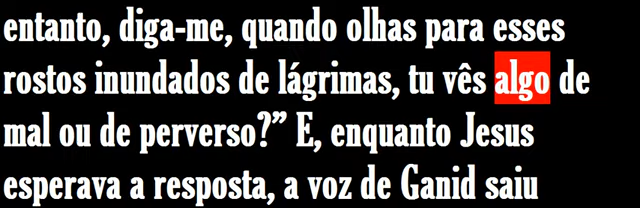 entanto, diga-me, quando olhas para esses
rostos inundados de lágrimas, tu vês algo de
mal ou de perverso?” E, enquanto Jesus
esperava a resposta, a voz de Ganid saiu